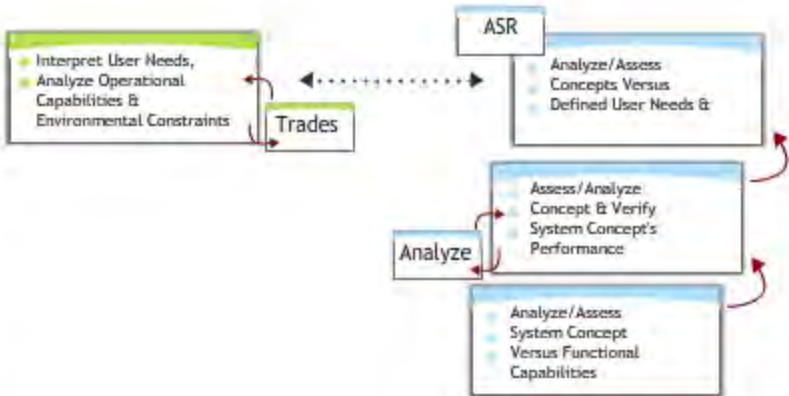 Interpret User Needs,
Analyze Operational
Capabilities &
Environmental Constraints
Trades
ASR
Analyze/Assess
Concepts Versus
Defined User Needs &
Assess/Analyze
Concept & Verify
System Concept's
Performance
Analyze
Analyze/Assess
System Concept
Versus Functional
Capabilities